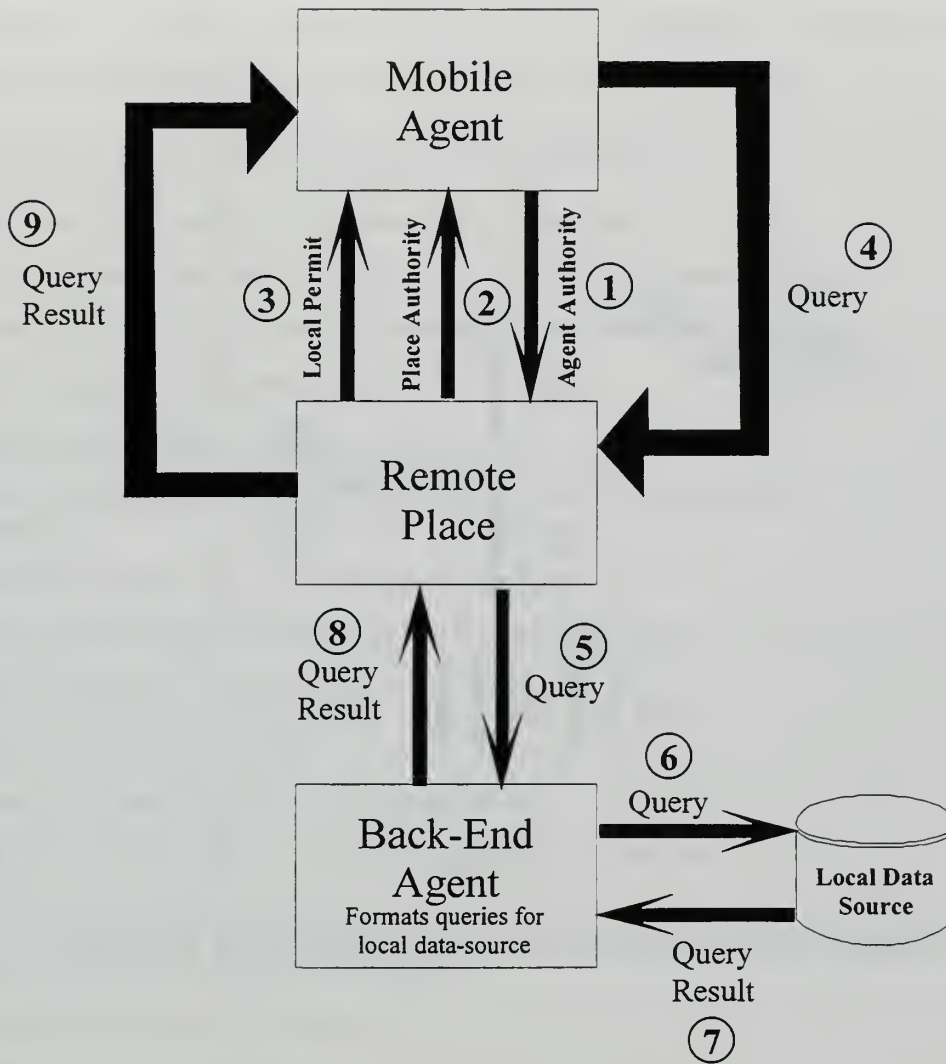 Mobile
Agent
9
Query
Result
3
Local Permit
Place Authority
2
Agent Authority
1
4
Query
Remote
Place
8
Query
Result
5
Query
6
Query
Back-End
Agent
Formats queries for
local data-source
Local Data
Source
Query
Result
7